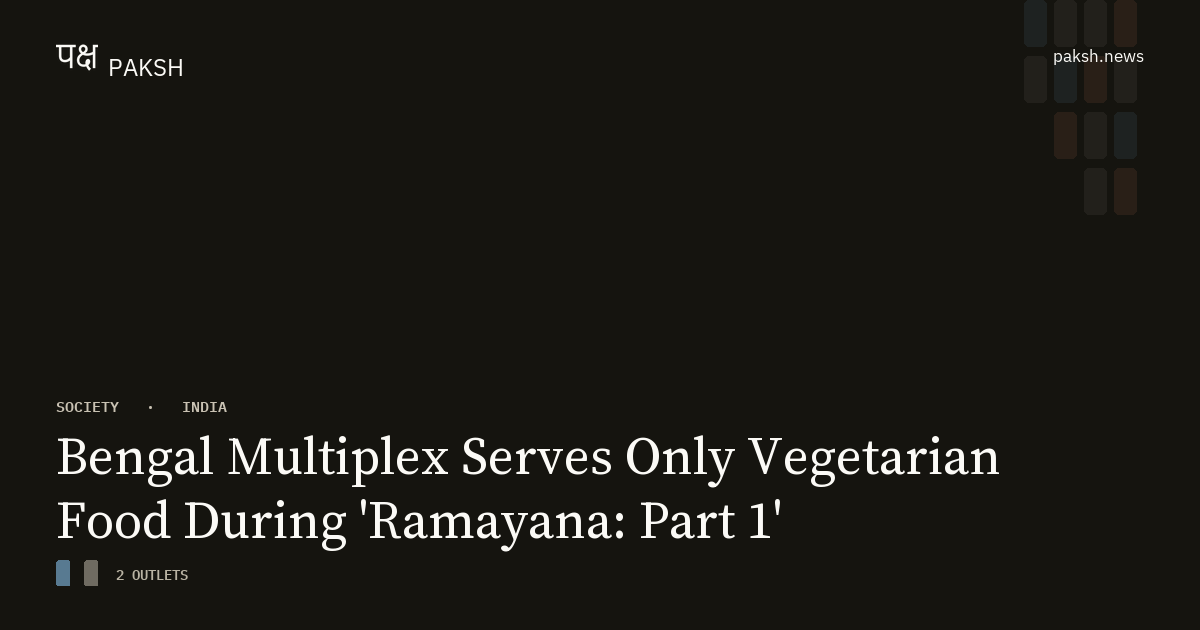 पक्ष PAKSH
paksh.news
SOCIETY · INDIA
Bengal Multiplex Serves Only Vegetarian
Food During 'Ramayana: Part 1'
2 OUTLETS